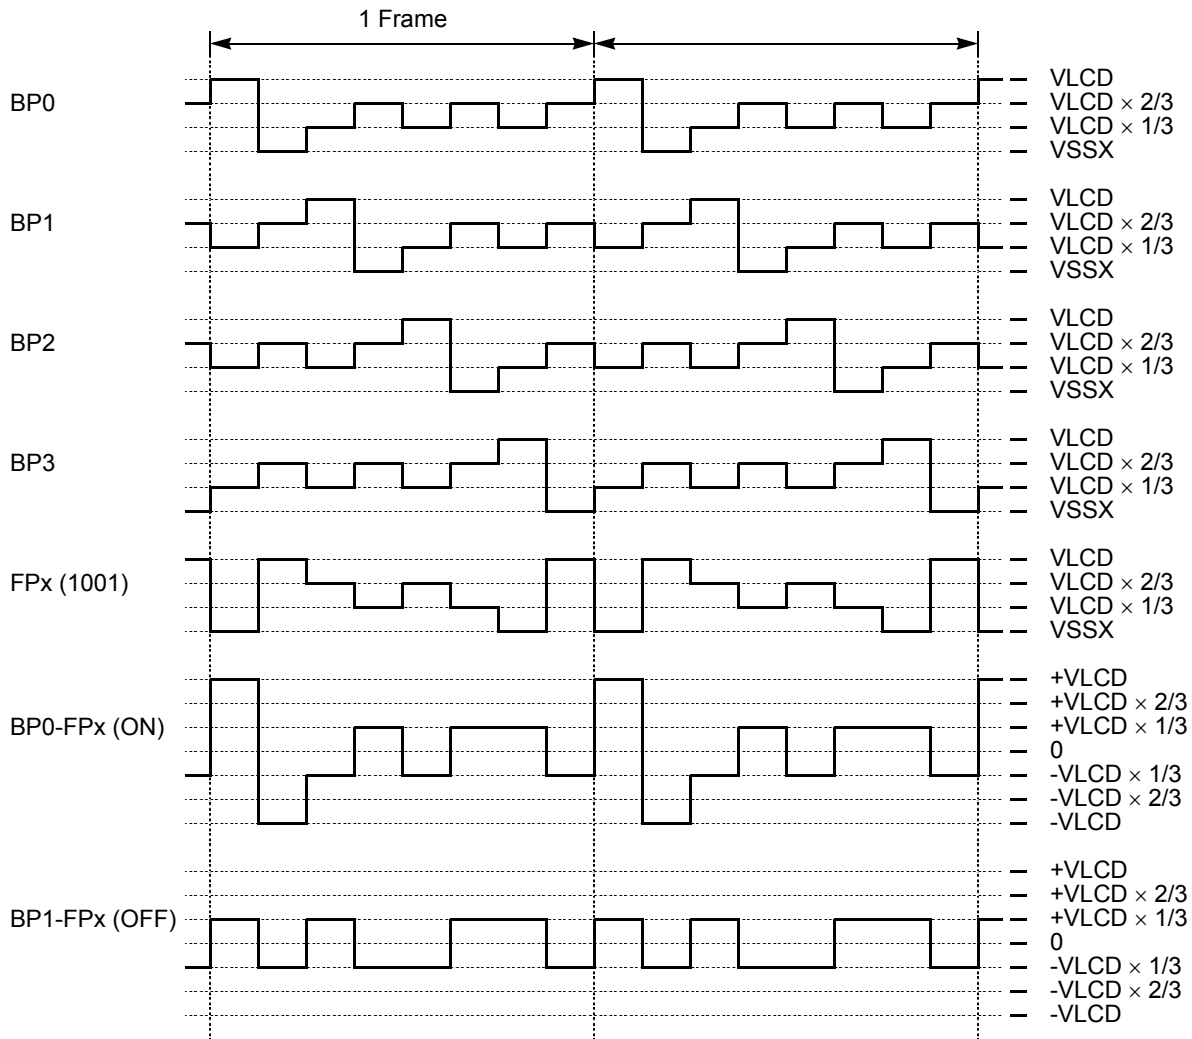 1 Frame
BP0
VLCD
VLCD × 2/3
VLCD × 1/3
VSSX
BP1
VLCD
VLCD × 2/3
VLCD × 1/3
VSSX
BP2
VLCD
VLCD × 2/3
VLCD × 1/3
VSSX
BP3
VLCD
VLCD × 2/3
VLCD × 1/3
VSSX
FPx (1001)
VLCD
VLCD × 2/3
VLCD × 1/3
VSSX
BP0-FPx (ON)
+VLCD
+VLCD × 2/3
+VLCD × 1/3
0
-VLCD × 1/3
-VLCD × 2/3
-VLCD
BP1-FPx (OFF)
+VLCD
+VLCD × 2/3
+VLCD × 1/3
0
-VLCD × 1/3
-VLCD × 2/3
-VLCD